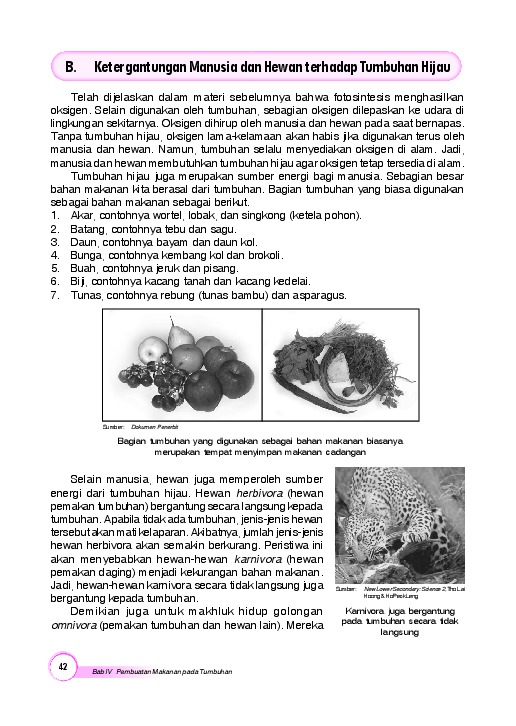 B. Ketergantungan Manusia dan Hewan terhadap Tumbuhan Hijau
Telah dijelaskan dalam materi sebelumnya bahwa fotosintesis menghasilkan
oksigen. Selain digunakan oleh tumbuhan, sebagian oksigen dilepaskan ke udara di
lingkungan sekitarnya. Oksigen dihirup oleh manusia dan hewan pada saat bernapas.
Tanpa tumbuhan hijau, oksigen lama-kelamaan akan habis jika digunakan terus oleh
manusia dan hewan. Namun, tumbuhan selalu menyediakan oksigen di alam. Jadi,
manusia dan hewan membutuhkan tumbuhan hijau agar oksigen tetap tersedia di alam.
Tumbuhan hijau juga merupakan sumber energi bagi manusia. Sebagian besar
bahan makanan kita berasal dari tumbuhan. Bagian tumbuhan yang biasa digunakan
sebagai bahan makanan sebagai berikut.
1. Akar, contohnya wortel, lobak, dan singkong (ketela pohon).
2. Batang, contohnya tebu dan sagu.
3. Daun, contohnya bayam dan daun kol.
4. Bunga, contohnya kembang kol dan brokoli.
5. Buah, contohnya jeruk dan pisang.
6. Biji, contohnya kacang tanah dan kacang kedelai.
7. Tunas, contohnya rebung (tunas bambu) dan asparagus.
Sumber: Dokumen Penerbit
Bagian tumbuhan yang digunakan sebagai bahan makanan biasanya
merupakan tempat menyimpan makanan cadangan
Selain manusia, hewan juga memperoleh sumber
energi dari tumbuhan hijau. Hewan herbivora (hewan
pemakan tumbuhan) bergantung secara langsung kepada
tumbuhan. Apabila tidak ada tumbuhan, jenis-jenis hewan
tersebut akan mati kelaparan. Akibatnya, jumlah jenis-jenis
hewan herbivora akan semakin berkurang. Peristiwa ini
akan menyebabkan hewan-hewan karnivora (hewan
pemakan daging) menjadi kekurangan bahan makanan.
Jadi, hewan-hewan karnivora secara tidak langsung juga
bergantung kepada tumbuhan.
Demikian juga untuk makhluk hidup golongan
omnivora (pemakan tumbuhan dan hewan lain). Mereka
Sumber: New Lower Secondary: Science 2, Tho Lai
Hoong & Ho Peck Leng
Karnivora juga bergantung
pada tumbuhan secara tidak
langsung
42 Bab IV Pembuatan Makanan pada Tumbuhan